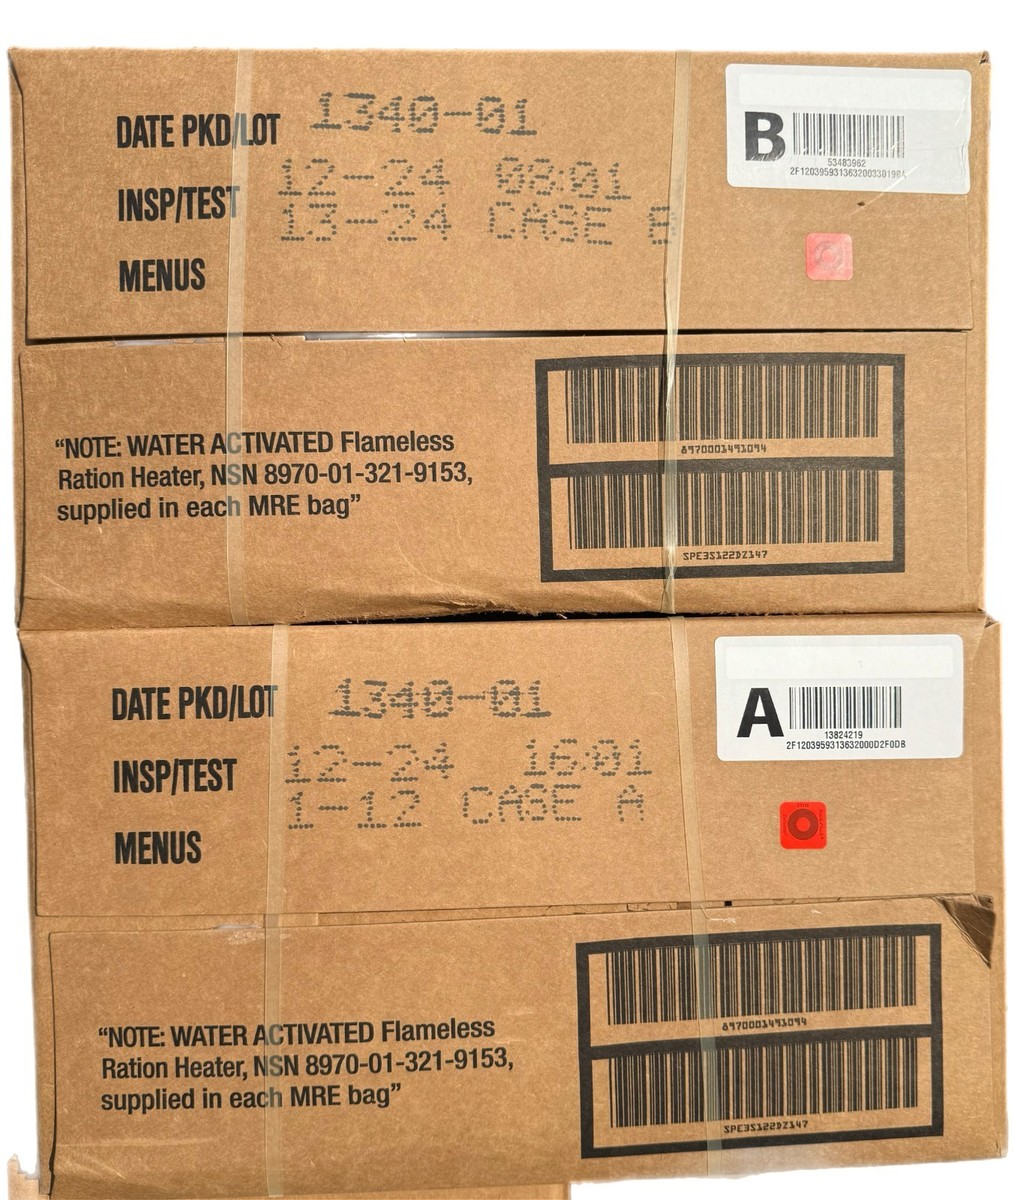 DATE PKD/LOT 1340-01
INSP/TEST 12-24 08:01
MENUS 13-24 CASE B
B
53483962
"NOTE: WATER ACTIVATED Flameless
Ration Heater, NSN 8970-01-321-9153,
supplied in each MRE bag"
8970001491094
SPE3S122DZ147
DATE PKD/LOT 1340-01
INSP/TEST 12-24 16:01
MENUS 1-12 CASE A
A
13824219
2F1203959313632000D2F0DB
"NOTE: WATER ACTIVATED Flameless
Ration Heater, NSN 8970-01-321-9153,
supplied in each MRE bag"
8970001491094
SPE3S122DZ147